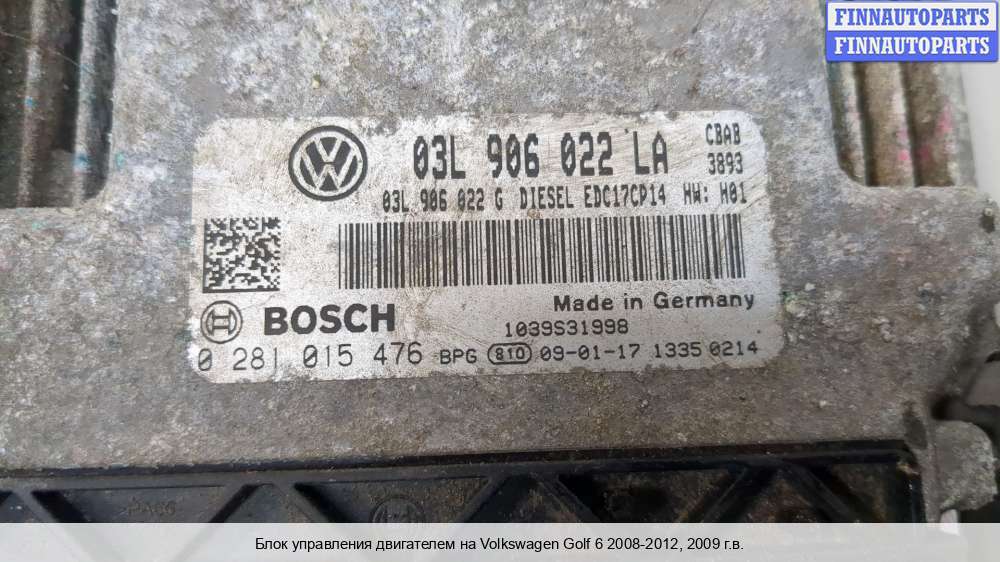 FINNAUTOPARTS
FINNAUTOPARTS
03L 906 022 LA
CBAB
3893
03L 906 022 G DIESEL EDC17CP14 HW: H01
Made in Germany
BOSCH
1039S31998
0 281 015 476 BPG 810 09-01-17 1335 0214
Блок управления двигателем на Volkswagen Golf 6 2008-2012, 2009 г.в.